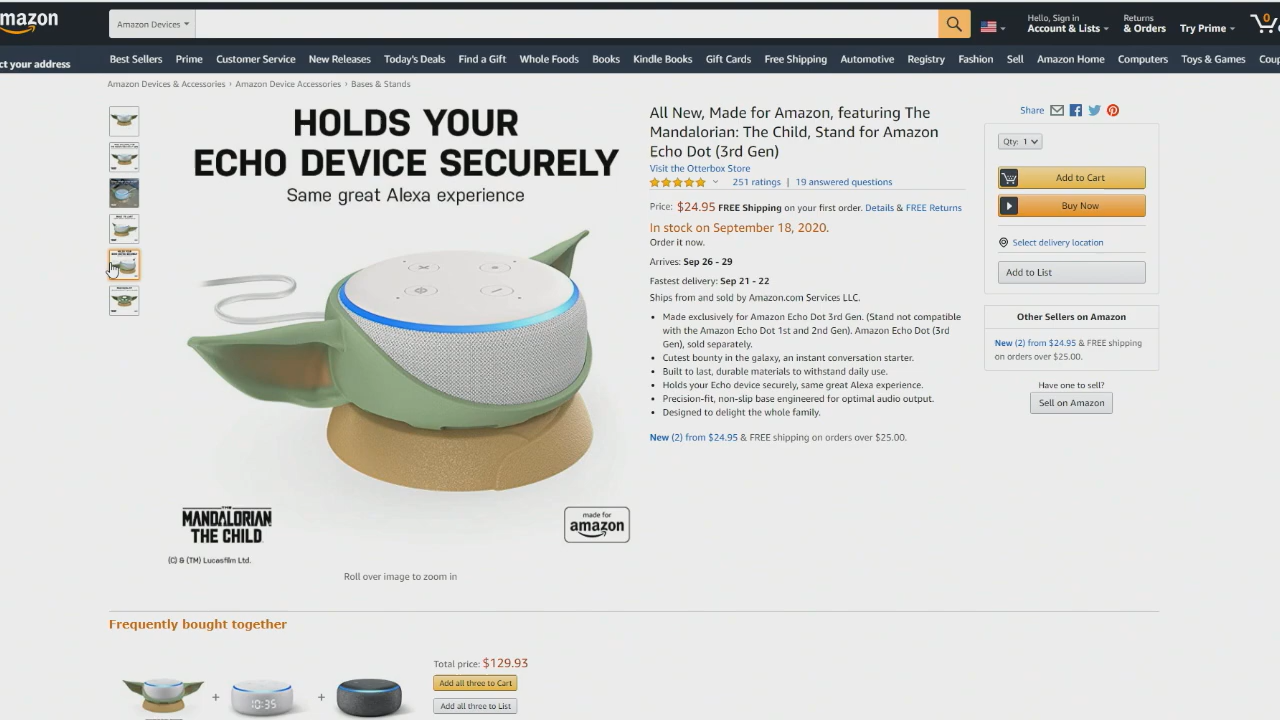 mazon
Amazon Devices
Hello, Sign in
Account & Lists
Returns
& Orders
Try Prime
0
ct your address
Best Sellers Prime Customer Service New Releases Today's Deals Find a Gift Whole Foods Books Kindle Books Gift Cards Free Shipping Automotive Registry Fashion Sell Amazon Home Computers Toys & Games Coup
Amazon Devices & Accessories › Amazon Device Accessories › Bases & Stands
HOLDS YOUR
ECHO DEVICE SECURELY
Same great Alexa experience
THE
MANDALORIAN
THE CHILD
made for
amazon
(C) & (TM) Lucasfilm Ltd.
Roll over image to zoom in
All New, Made for Amazon, featuring The
Mandalorian: The Child, Stand for Amazon
Echo Dot (3rd Gen)
Visit the Otterbox Store
251 ratings | 19 answered questions
Price: $24.95 FREE Shipping on your first order. Details & FREE Returns
In stock on September 18, 2020.
Order it now.
Arrives: Sep 26 - 29
Fastest delivery: Sep 21 - 22
Ships from and sold by Amazon.com Services LLC.
• Made exclusively for Amazon Echo Dot 3rd Gen. (Stand not compatible
with the Amazon Echo Dot 1st and 2nd Gen). Amazon Echo Dot (3rd
Gen), sold separately.
• Cutest bounty in the galaxy, an instant conversation starter.
• Built to last, durable materials to withstand daily use.
• Holds your Echo device securely, same great Alexa experience.
• Precision-fit, non-slip base engineered for optimal audio output.
• Designed to delight the whole family.
New (2) from $24.95 & FREE shipping on orders over $25.00.
Share
Qty: 1
Add to Cart
Buy Now
Select delivery location
Add to List
Other Sellers on Amazon
New (2) from $24.95 & FREE shipping
on orders over $25.00.
Have one to sell?
Sell on Amazon
Frequently bought together
+ 10:35 +
Total price: $129.93
Add all three to Cart
Add all three to List